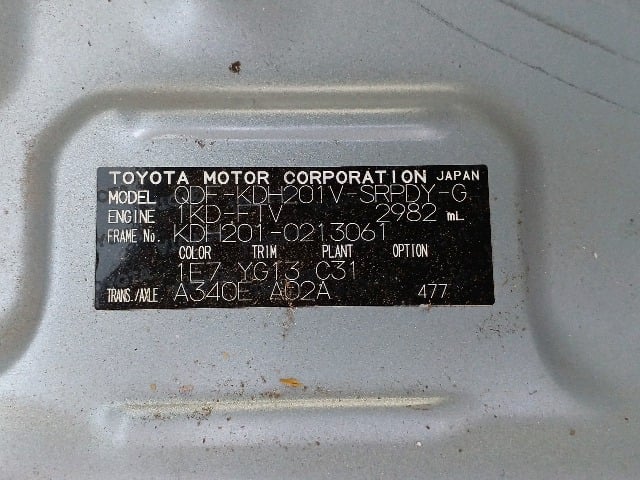 TOYOTA MOTOR CORPORATION JAPAN
MODEL QDF-KDH201V-SRPDY-G
ENGINE 1KD-FTV 2982 mL
FRAME No. KDH201-0213061
COLOR TRIM PLANT OPTION
1E7 YG13 C31
TRANS./AXLE A340E A02A 477